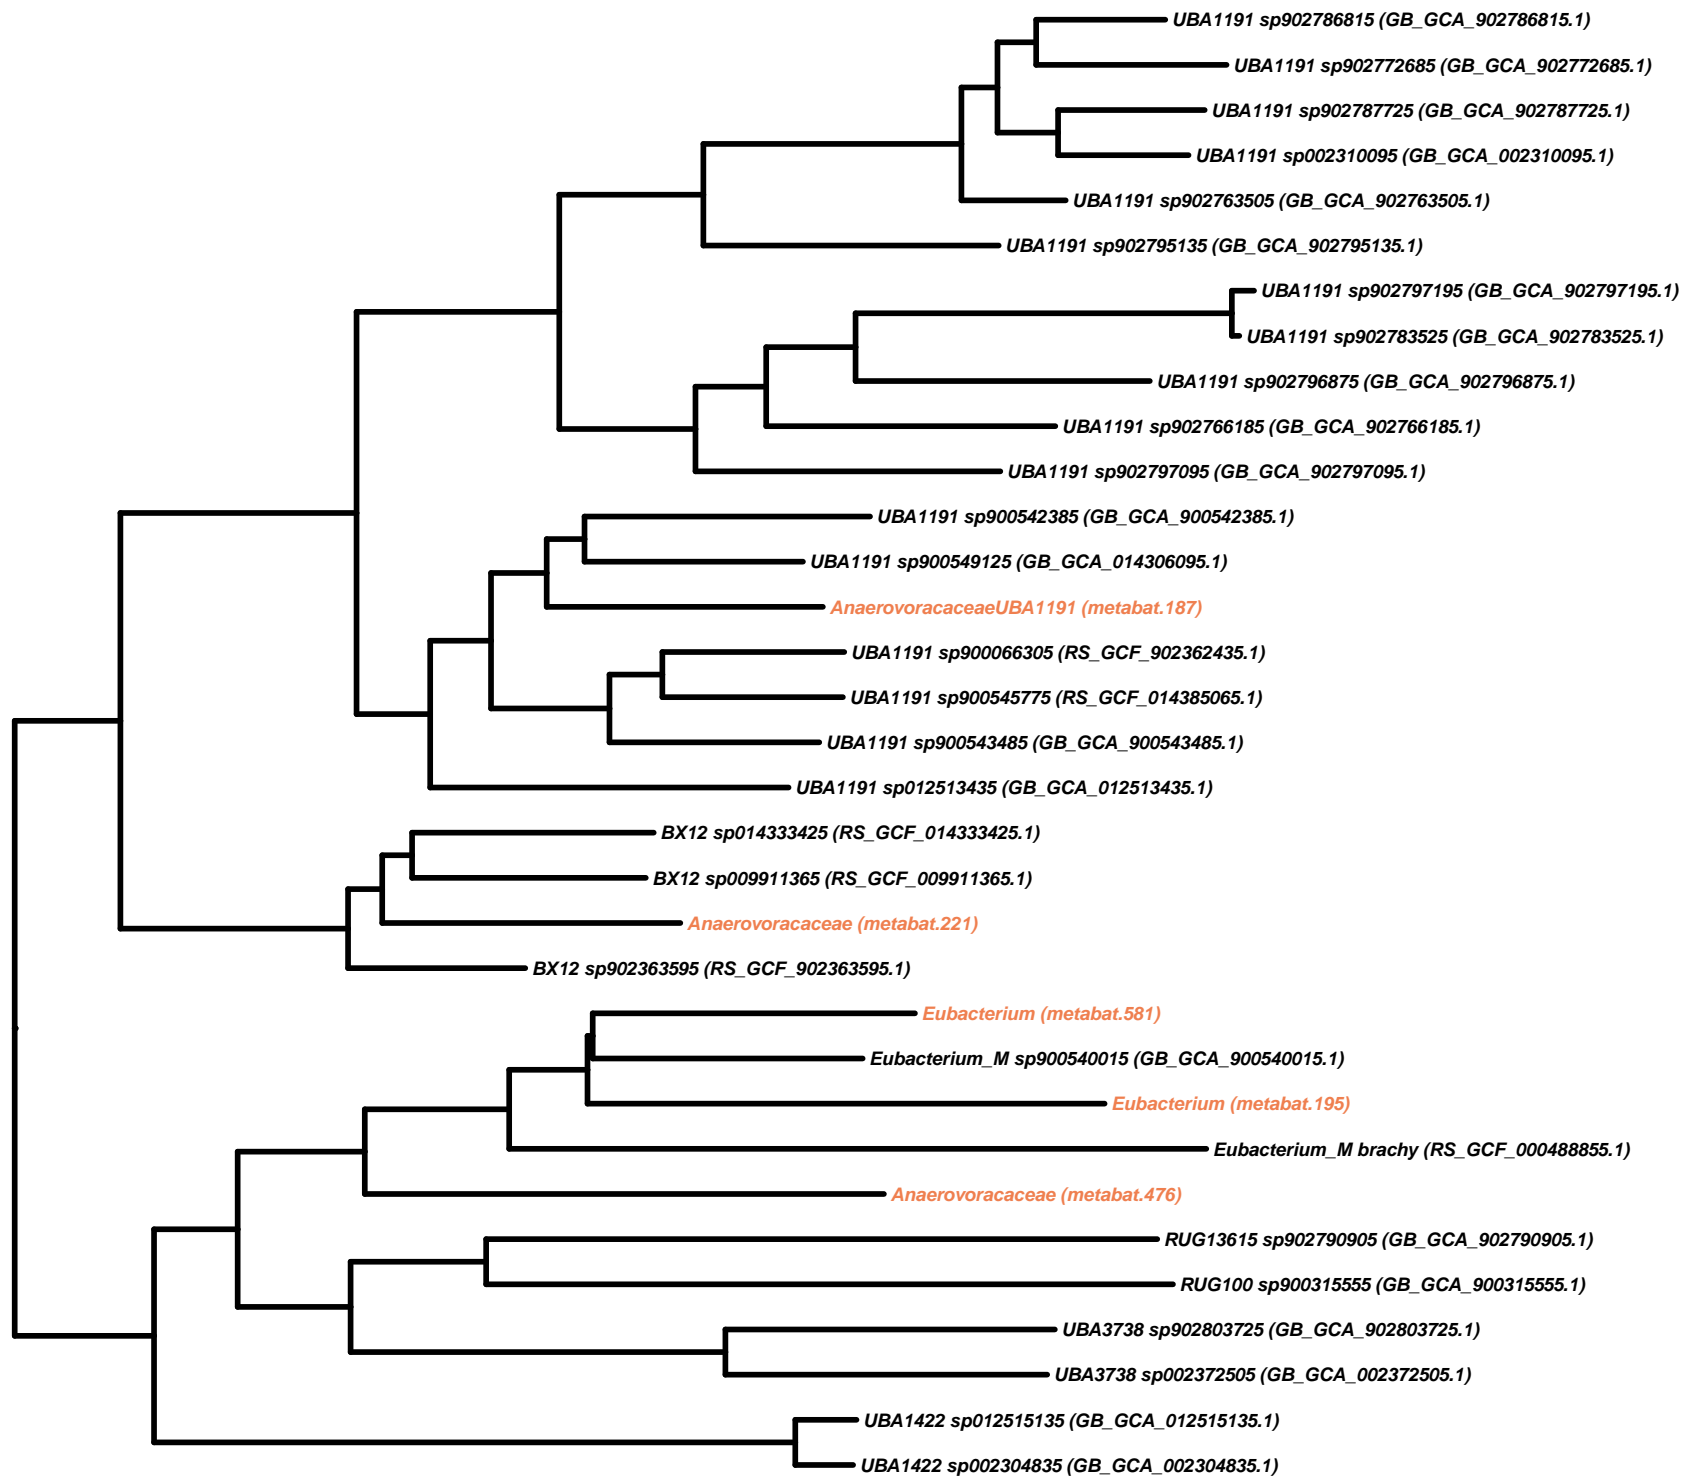 UBA1191 sp902786815 (GB_GCA_902786815.1)
UBA1191 sp902772685 (GB_GCA_902772685.1)
UBA1191 sp902787725 (GB_GCA_902787725.1)
UBA1191 sp002310095 (GB_GCA_002310095.1)
UBA1191 sp902763505 (GB_GCA_902763505.1)
UBA1191 sp902795135 (GB_GCA_902795135.1)
UBA1191 sp902797195 (GB_GCA_902797195.1)
UBA1191 sp902783525 (GB_GCA_902783525.1)
UBA1191 sp902796875 (GB_GCA_902796875.1)
UBA1191 sp902766185 (GB_GCA_902766185.1)
UBA1191 sp902797095 (GB_GCA_902797095.1)
UBA1191 sp900542385 (GB_GCA_900542385.1)
UBA1191 sp900549125 (GB_GCA_014306095.1)
AnaerovoracaceaeUBA1191 (metabat.187)
UBA1191 sp900066305 (RS_GCF_902362435.1)
UBA1191 sp900545775 (RS_GCF_014385065.1)
UBA1191 sp900543485 (GB_GCA_900543485.1)
UBA1191 sp012513435 (GB_GCA_012513435.1)
BX12 sp014333425 (RS_GCF_014333425.1)
BX12 sp009911365 (RS_GCF_009911365.1)
Anaerovoracaceae (metabat.221)
BX12 sp902363595 (RS_GCF_902363595.1)
Eubacterium (metabat.581)
Eubacterium_M sp900540015 (GB_GCA_900540015.1)
Eubacterium (metabat.195)
Eubacterium_M brachy (RS_GCF_000488855.1)
Anaerovoracaceae (metabat.476)
RUG13615 sp902790905 (GB_GCA_902790905.1)
RUG100 sp900315555 (GB_GCA_900315555.1)
UBA3738 sp902803725 (GB_GCA_902803725.1)
UBA3738 sp002372505 (GB_GCA_002372505.1)
UBA1422 sp012515135 (GB_GCA_012515135.1)
UBA1422 sp002304835 (GB_GCA_002304835.1)